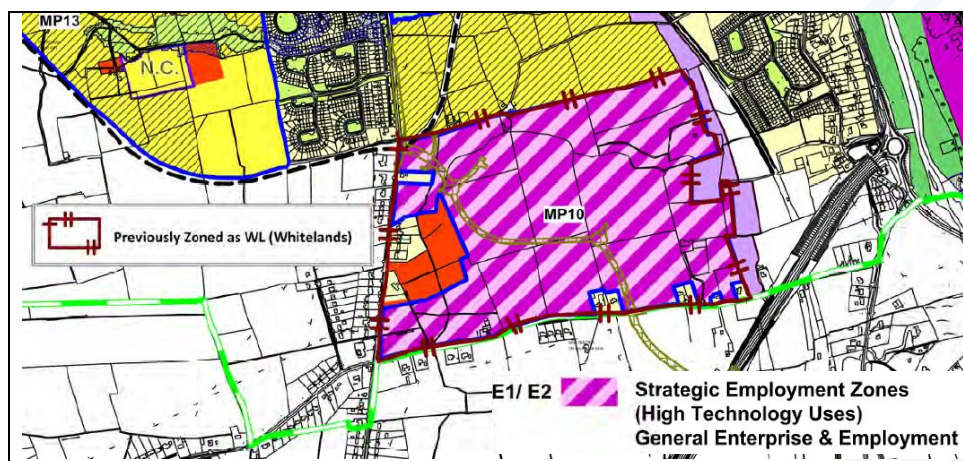 MP13
N.C.
MP10
Previously Zoned as WL (Whitelands)
E1/ E2
Strategic Employment Zones
(High Technology Uses)
General Enterprise & Employment